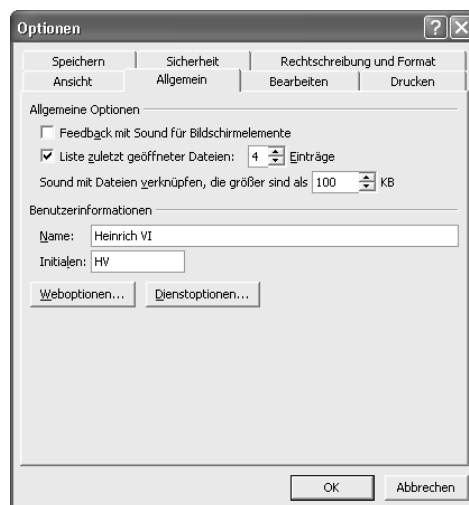 Optionen
Speichern Sicherheit Rechtschreibung und Format
Ansicht Allgemein Bearbeiten Drucken
Allgemeine Optionen
Feedback mit Sound für Bildschirmelemente
Liste zuletzt geöffneter Dateien: 4 Einträge
Sound mit Dateien verknüpfen, die größer sind als 100 KB
Benutzerinformationen
Name: Heinrich VI
Initialen: HV
Weboptionen... Dienstoptionen...
OK Abbrechen